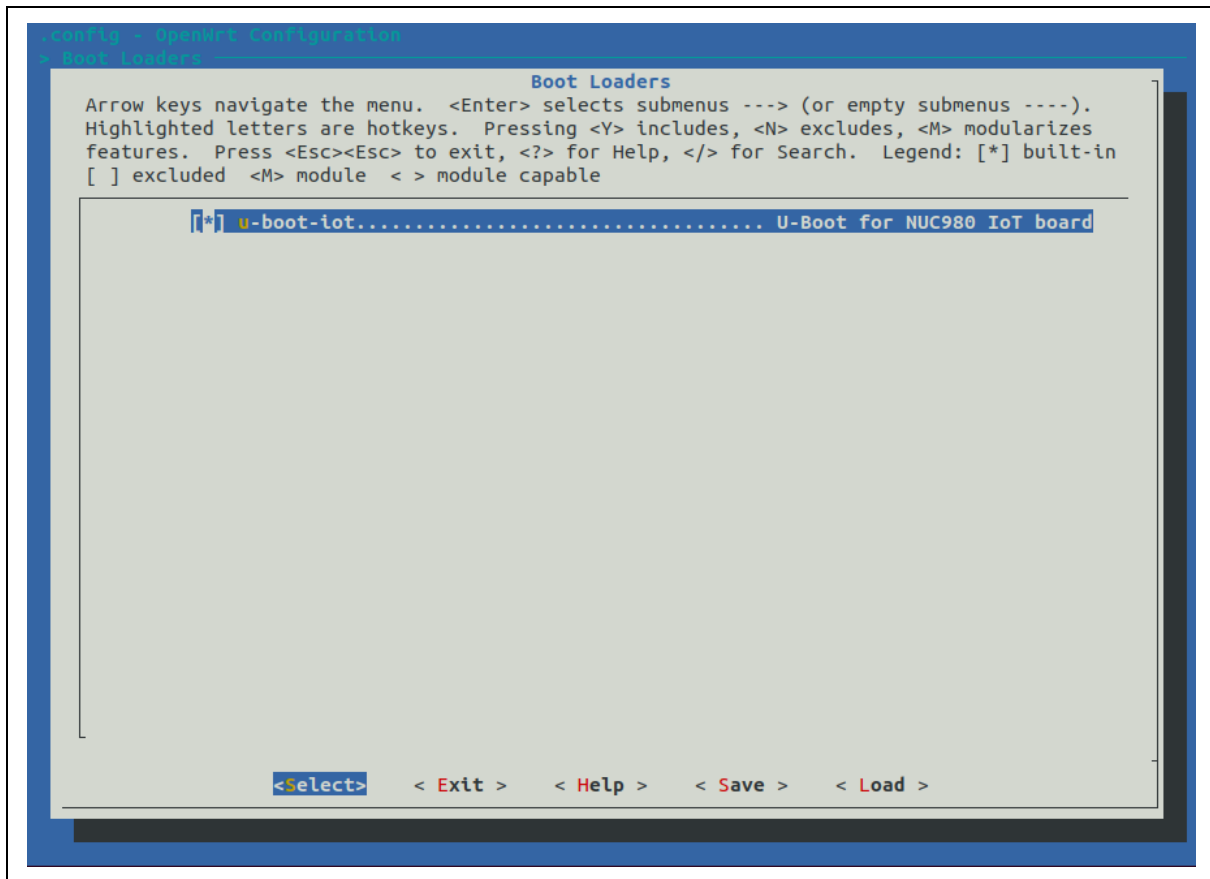 .config - OpenWrt Configuration
> Boot Loaders
Boot Loaders
Arrow keys navigate the menu.  <Enter> selects submenus ---> (or empty submenus ----).
Highlighted letters are hotkeys.  Pressing <Y> includes, <N> excludes, <M> modularizes
features.  Press <Esc><Esc> to exit, <?> for Help, </> for Search.  Legend: [*] built-in
[ ] excluded  <M> module  < > module capable
[*] u-boot-iot................................... U-Boot for NUC980 IoT board
<Select>    < Exit >    < Help >    < Save >    < Load >